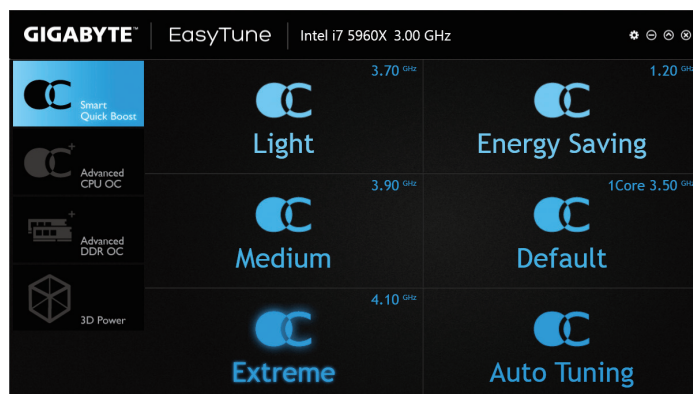 GIGABYTE™ EasyTune Intel i7 5960X 3.00 GHz
Smart
Quick Boost
Advanced
CPU OC
Advanced
DDR OC
3D Power
3.70 GHz
Light
1.20 GHz
Energy Saving
3.90 GHz
Medium
1Core 3.50 GHz
Default
4.10 GHz
Extreme
Auto Tuning